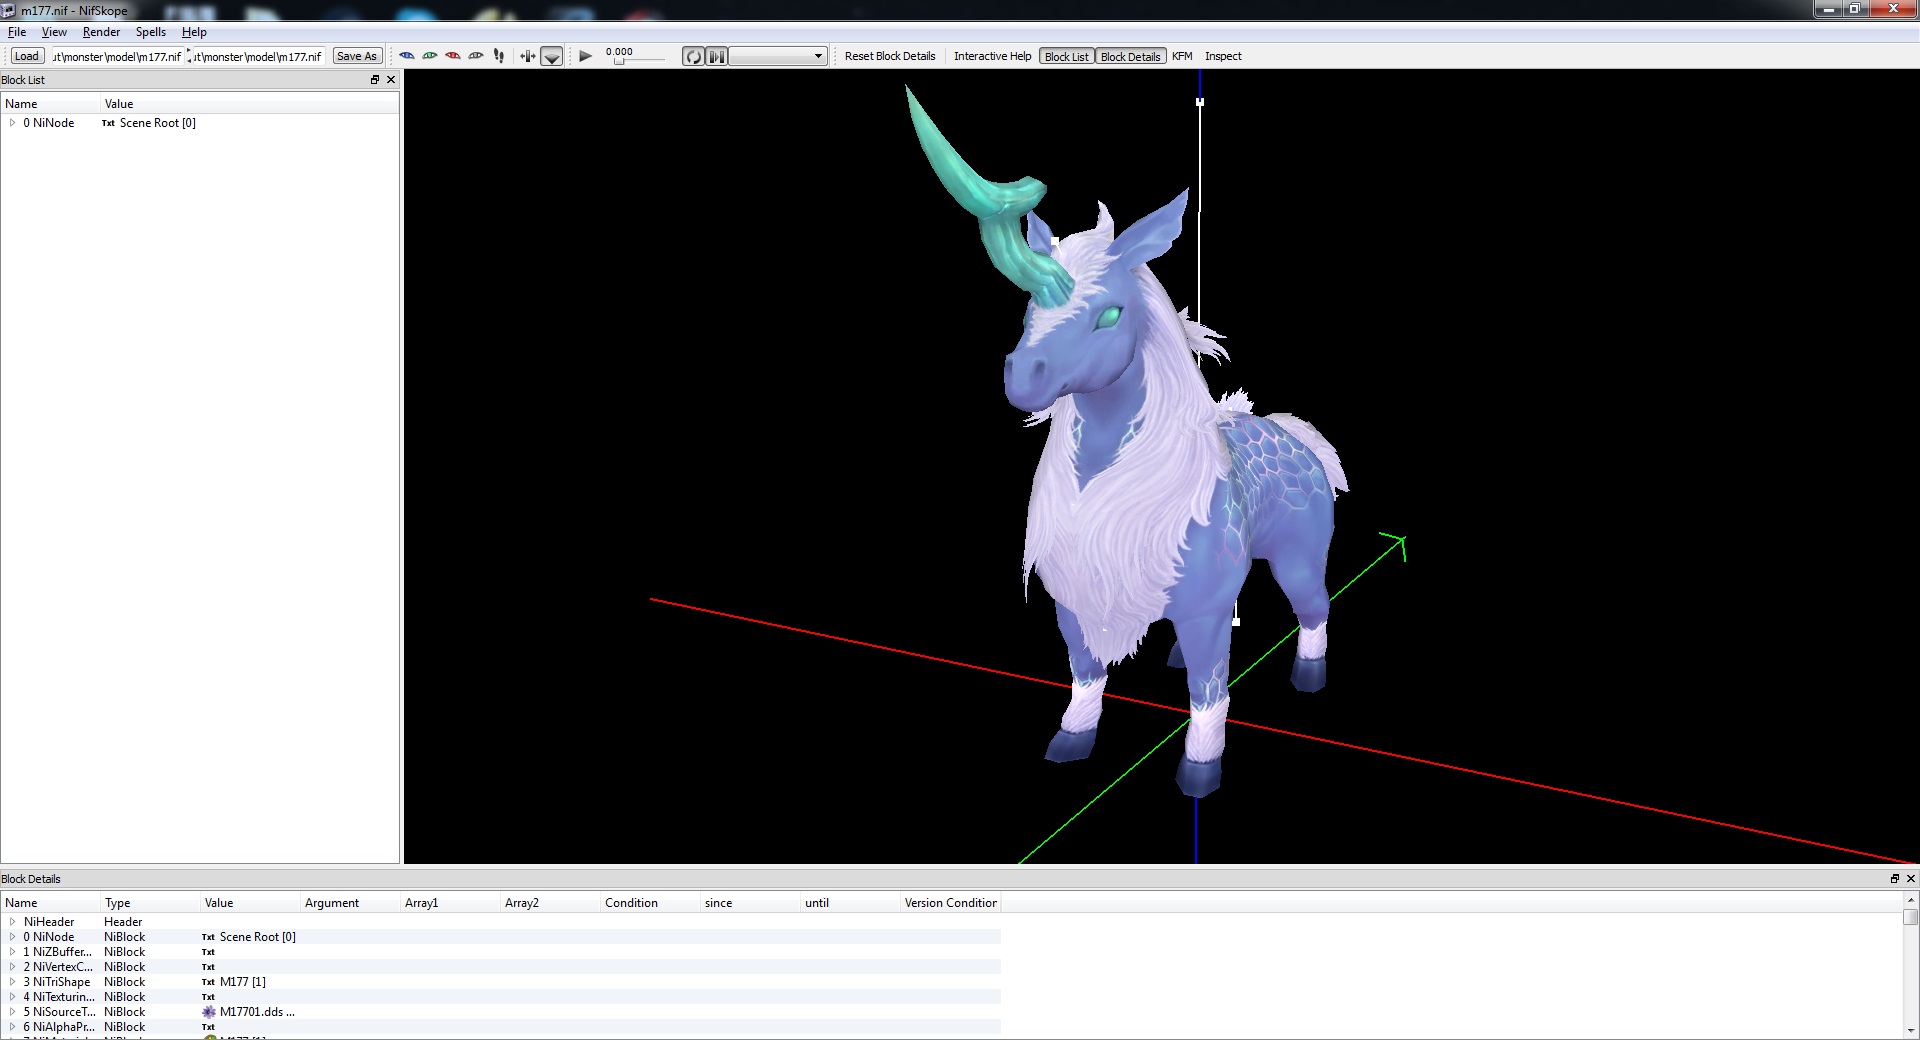 m177.nif - NifSkope
File View Render Spells Help
Load ut\monster\model\m177.nif ut\monster\model\m177.nif Save As 0.000 Reset Block Details Interactive Help Block List Block Details KFM Inspect
Block List
Name Value
0 NiNode Txt Scene Root [0]
Block Details
Name Type Value Argument Array1 Array2 Condition since until Version Condition
NiHeader Header
0 NiNode NiBlock Txt Scene Root [0]
1 NiZBuffer... NiBlock Txt
2 NiVertexC... NiBlock Txt
3 NiTriShape NiBlock Txt M177 [1]
4 NiTexturin... NiBlock Txt
5 NiSourceT... NiBlock M17701.dds ...
6 NiAlphaPr... NiBlock Txt